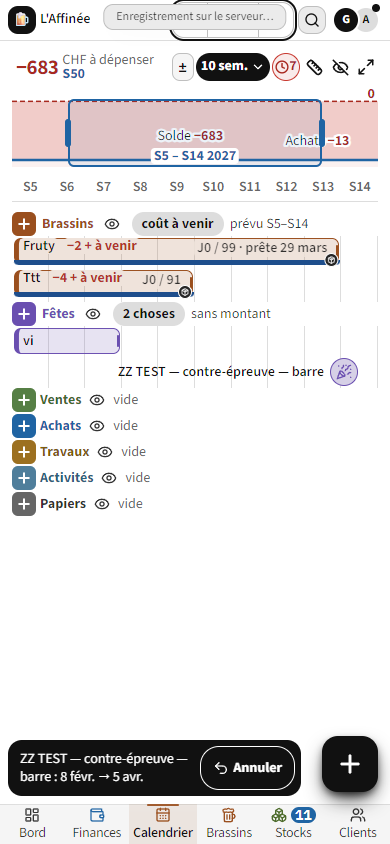 L'Affinée
Enregistrement sur le serveur…
G
A
−683 CHF à dépenser
S50
±
10 sem.
7
0
Solde −683
Achat −13
S5 – S14 2027
S5 S6 S7 S8 S9 S10 S11 S12 S13 S14
Brassins coût à venir prévu S5–S14
Fruty −2 + à venir J0 / 99 · prête 29 mars
Ttt −4 + à venir J0 / 91
Fêtes 2 choses sans montant
vi
ZZ TEST — contre-épreuve — barre
Ventes vide
Achats vide
Travaux vide
Activités vide
Papiers vide
ZZ TEST — contre-épreuve —
barre : 8 févr. → 5 avr.
Annuler
+
Bord Finances Calendrier Brassins Stocks 11 Clients